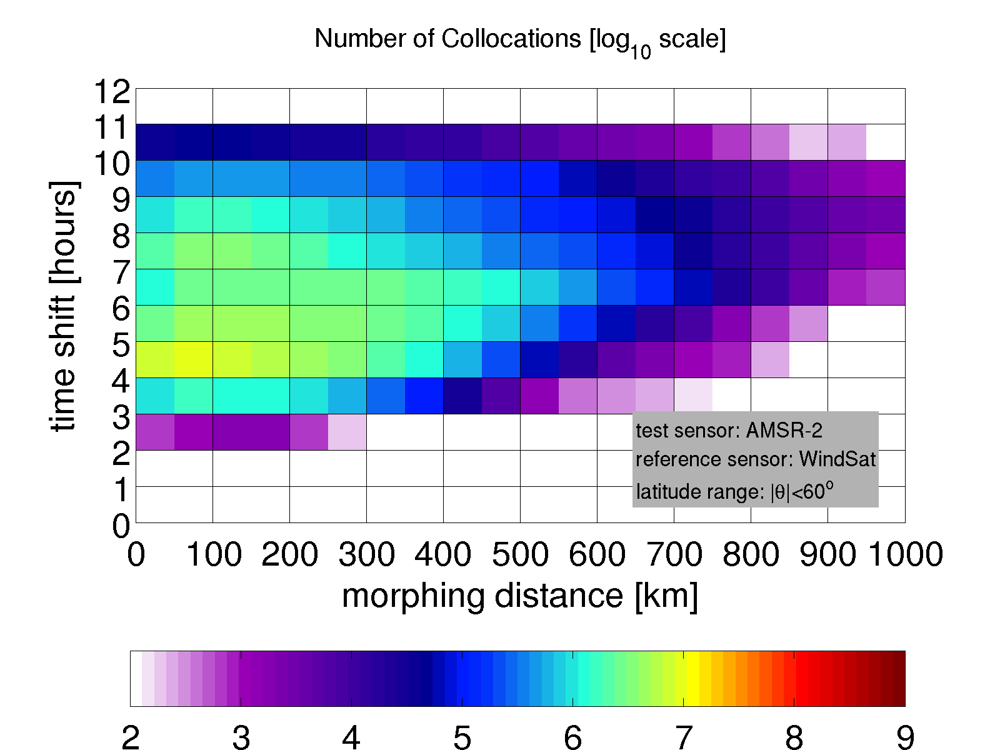 Number of Collocations [log10 scale]
12
11
10
9
8
7
6
5
4
3
2
1
0
time shift [hours]
test sensor: AMSR-2
reference sensor: WindSat
latitude range: |θ|<60o
0 100 200 300 400 500 600 700 800 900 1000
morphing distance [km]
2 3 4 5 6 7 8 9